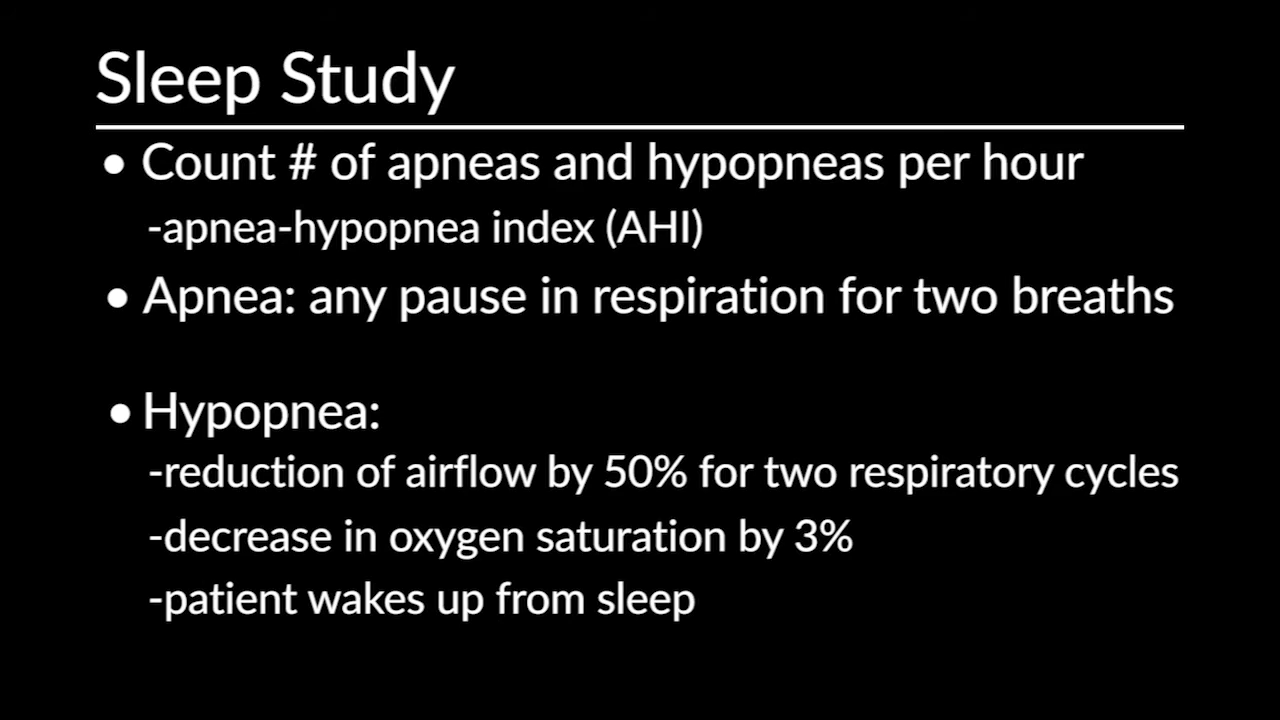 Sleep Study
• Count # of apneas and hypopneas per hour
-apnea-hypopnea index (AHI)
• Apnea: any pause in respiration for two breaths
• Hypopnea:
-reduction of airflow by 50% for two respiratory cycles
-decrease in oxygen saturation by 3%
-patient wakes up from sleep